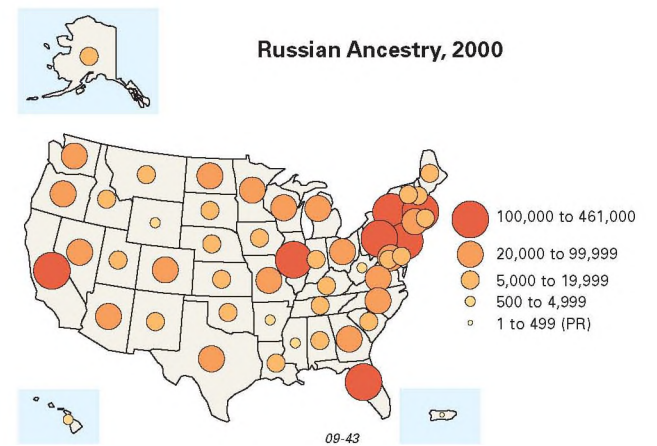 Russian Ancestry, 2000
100,000 to 461,000
20,000 to 99,999
5,000 to 19,999
500 to 4,999
1 to 499 (PR)
09-43